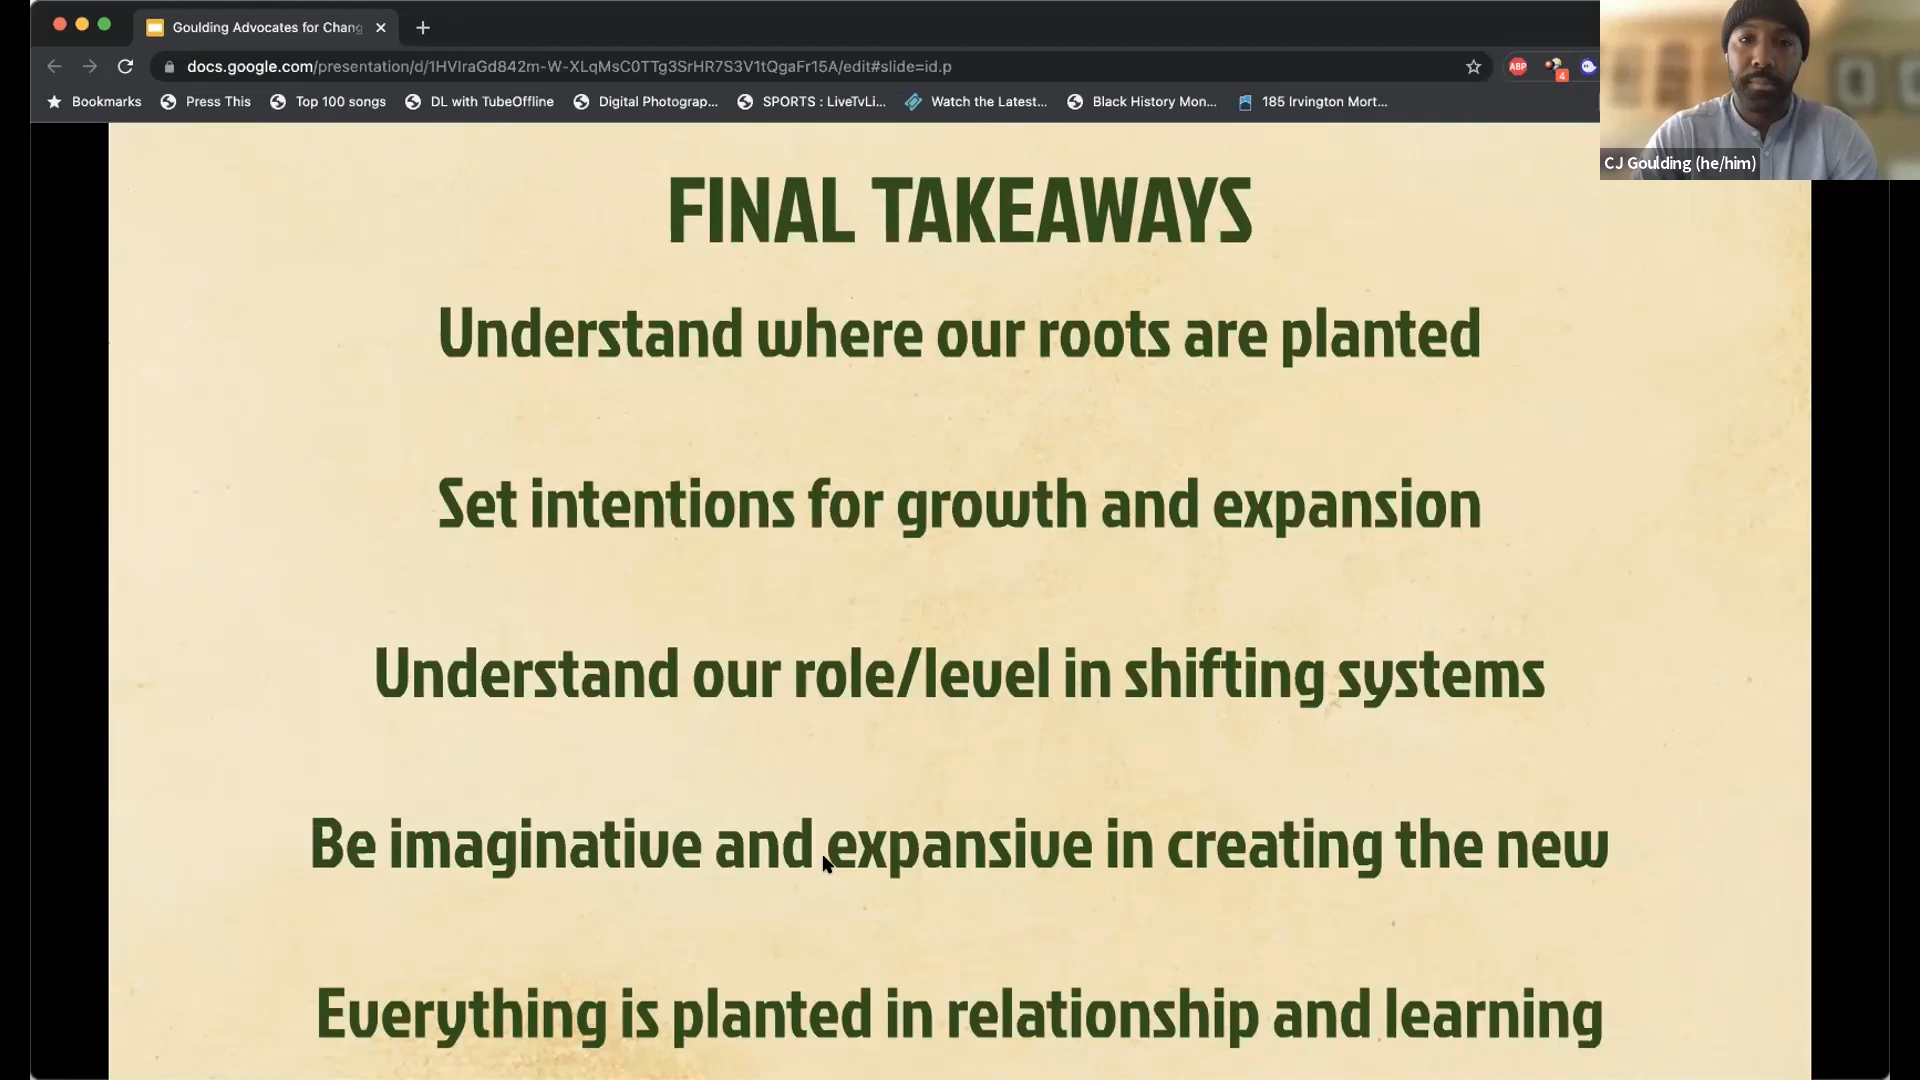 Goulding Advocates for Chang
docs.google.com/presentation/d/1HVIraGd842m-W-XLqMsC0TTg3SrHR7S3V1tQgaFr15A/edit#slide=id.p
ABP
4
Bookmarks
Press This
Top 100 songs
DL with TubeOffline
Digital Photograp...
SPORTS : LiveTvLi...
Watch the Latest...
Black History Mon...
185 Irvington Mort...
CJ Goulding (he/him)
FINAL TAKEAWAYS
Understand where our roots are planted
Set intentions for growth and expansion
Understand our role/level in shifting systems
Be imaginative and expansive in creating the new
Everything is planted in relationship and learning